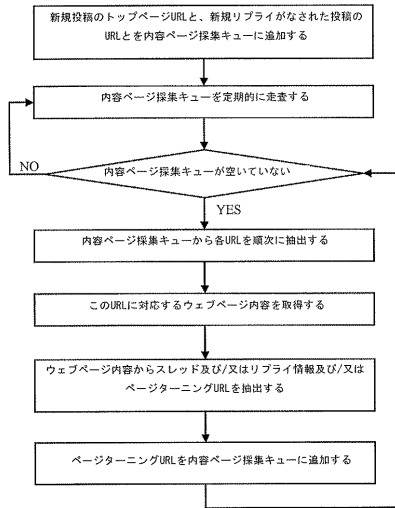 新規投稿のトップページURLと、新規リプライがなされた投稿の
URLとを内容ページ採集キューに追加する
内容ページ採集キューを定期的に走査する
内容ページ採集キューが空いていない
NO
YES
内容ページ採集キューから各URLを順次に抽出する
このURLに対応するウェブページ内容を取得する
ウェブページ内容からスレッド及び/又はリプライ情報及び/又は
ページターニングURLを抽出する
ページターニングURLを内容ページ採集キューに追加する